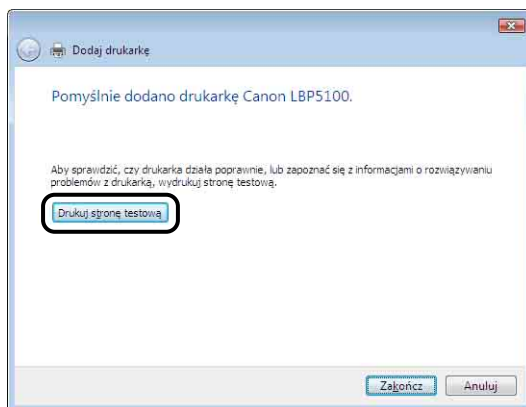 Dodaj drukarkę
Pomyślnie dodano drukarkę Canon LBP5100.
Aby sprawdzić, czy drukarka działa poprawnie, lub zapoznać się z informacjami o rozwiązywaniu
problemów z drukarką, wydrukuj stronę testową.
Drukuj stronę testową
Zakończ Anuluj